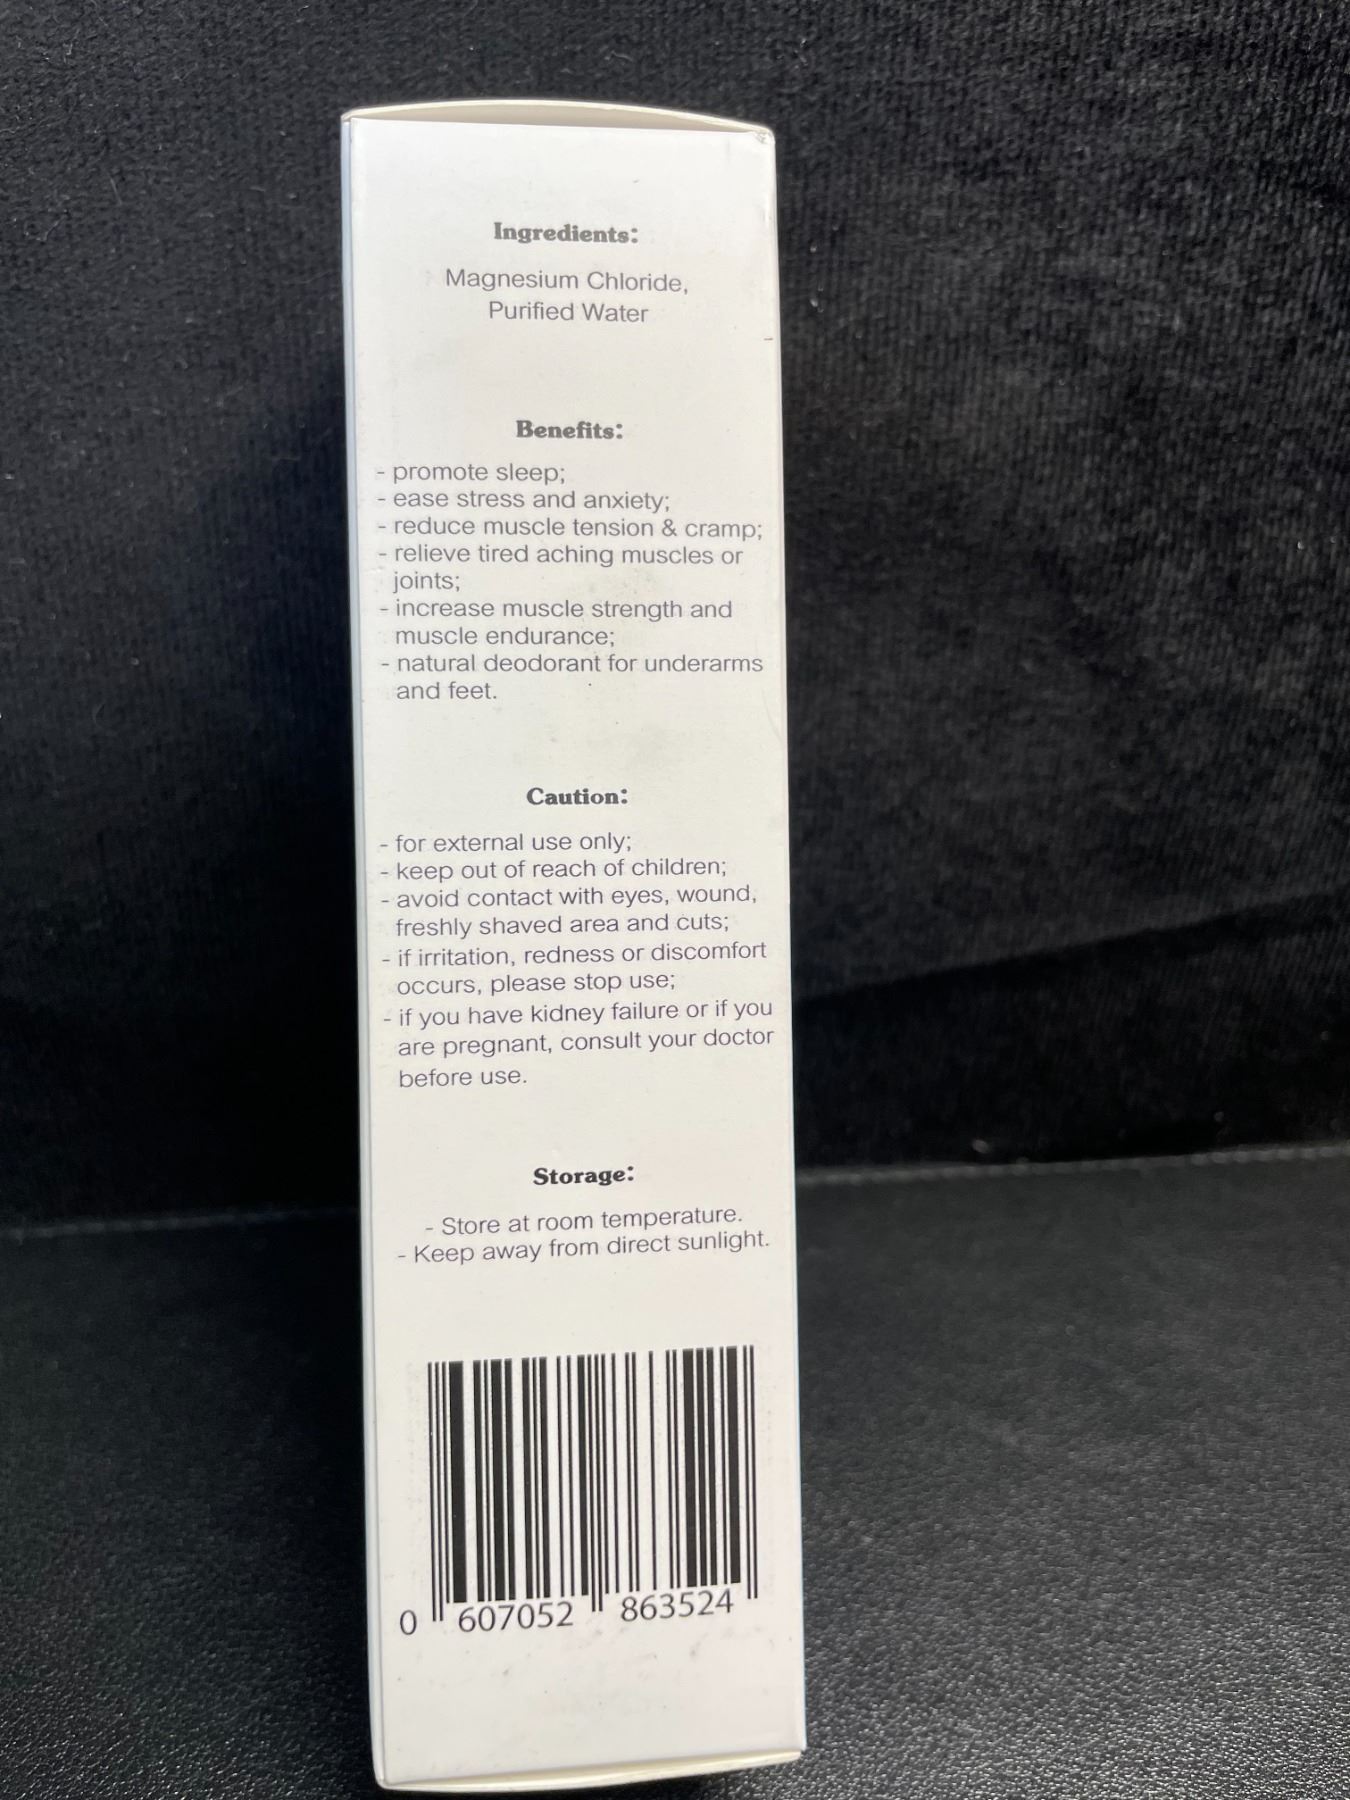 Ingredients:
Magnesium Chloride,
Purified Water
Benefits:
- promote sleep;
- ease stress and anxiety;
- reduce muscle tension & cramp;
- relieve tired aching muscles or
joints;
- increase muscle strength and
muscle endurance;
- natural deodorant for underarms
and feet.
Caution:
- for external use only;
- keep out of reach of children;
- avoid contact with eyes, wound,
freshly shaved area and cuts;
- if irritation, redness or discomfort
occurs, please stop use;
- if you have kidney failure or if you
are pregnant, consult your doctor
before use.
Storage:
- Store at room temperature.
- Keep away from direct sunlight.
0 607052 863524